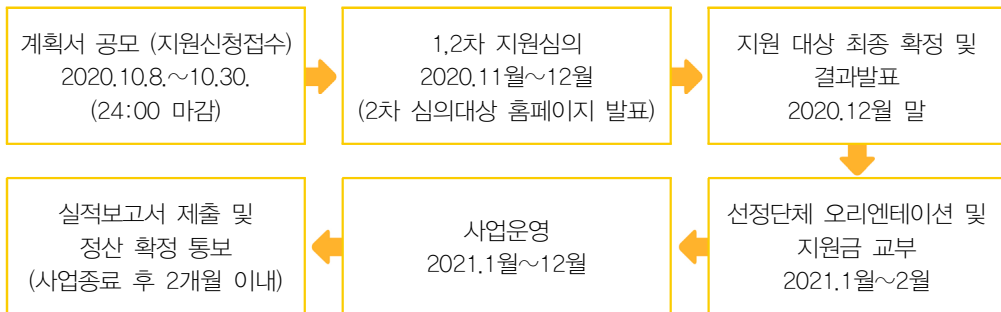 계획서 공모 (지원신청접수)
2020.10.8.~10.30.
(24:00 마감)
1,2차 지원심의
2020.11월~12월
(2차 심의대상 홈페이지 발표)
지원 대상 최종 확정 및
결과발표
2020.12월 말
선정단체 오리엔테이션 및
지원금 교부
2021.1월~2월
사업운영
2021.1월~12월
실적보고서 제출 및
정산 확정 통보
(사업종료 후 2개월 이내)